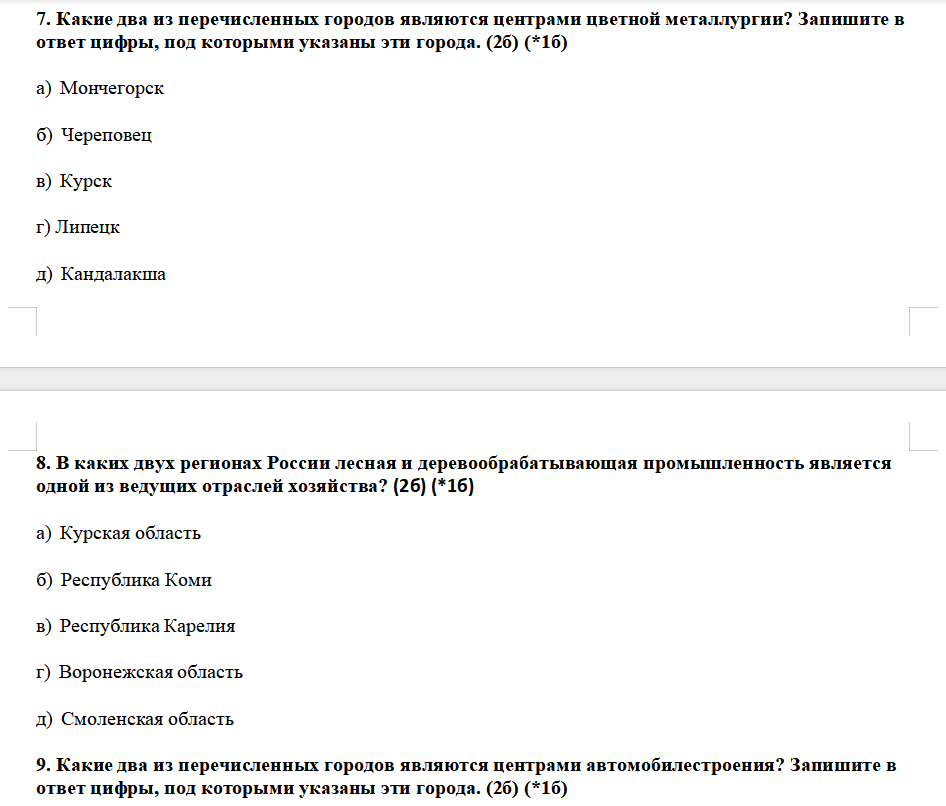 7. Какие два из перечисленных городов являются центрами цветной металлургии? Запишите в
ответ цифры, под которыми указаны эти города. (2б) (*1б)
а) Мончегорск
б) Череповец
в) Курск
г) Липецк
д) Кандалакша
8. В каких двух регионах России лесная и деревообрабатывающая промышленность является
одной из ведущих отраслей хозяйства? (2б) (*1б)
а) Курская область
б) Республика Коми
в) Республика Карелия
г) Воронежская область
д) Смоленская область
9. Какие два из перечисленных городов являются центрами автомобилестроения? Запишите в
ответ цифры, под которыми указаны эти города. (2б) (*1б)